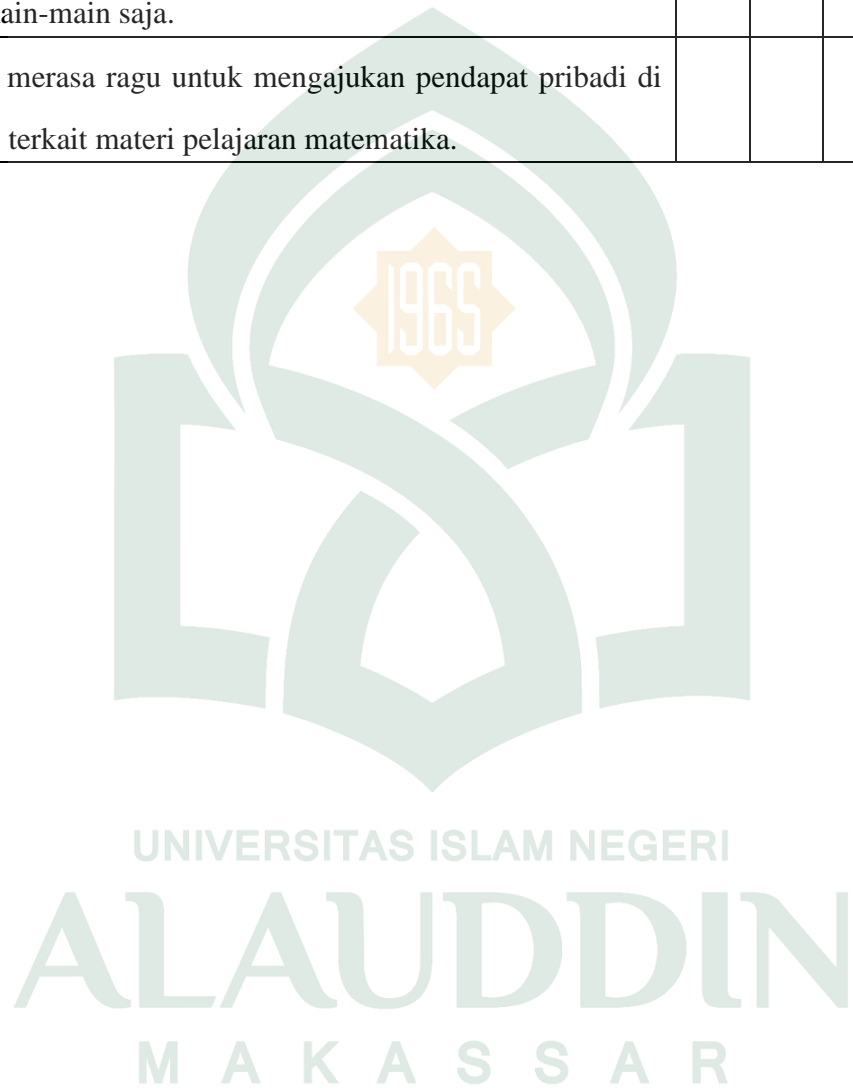 ain-main saja.
merasa ragu untuk mengajukan pendapat pribadi di
terkait materi pelajaran matematika.
1965
UNIVERSITAS ISLAM NEGERI
ALAUDDIN
MAKASSAR